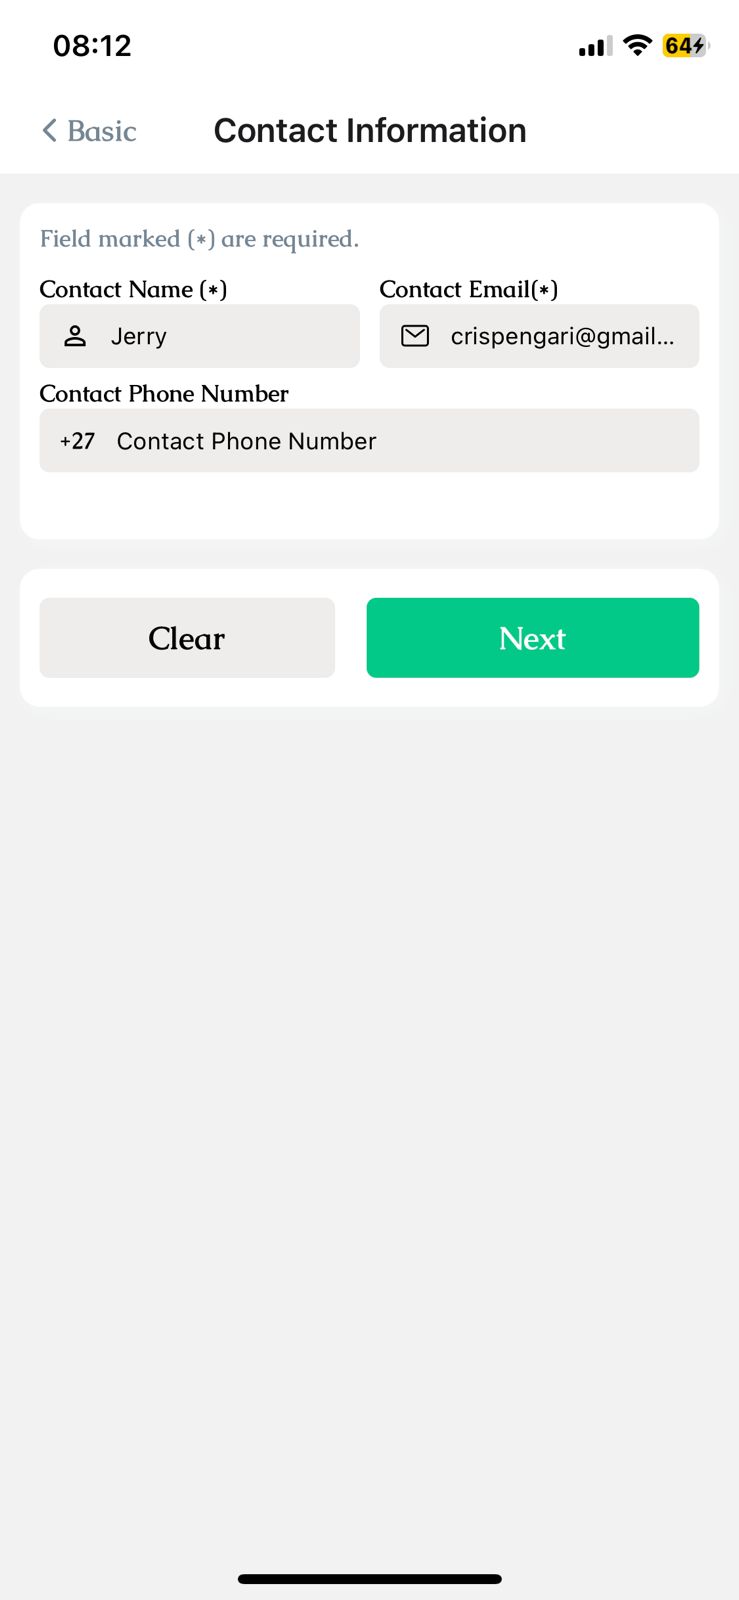 08:12
64
Basic
Contact Information
Field marked (*) are required.
Contact Name (*)
Contact Email(*)
Jerry
crispengari@gmail...
Contact Phone Number
+27 Contact Phone Number
Clear
Next